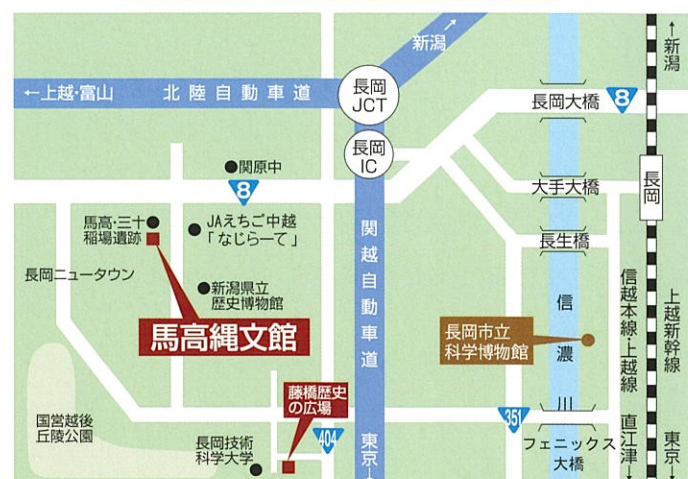 新潟→
←上越・富山　北陸自動車道
長岡
JCT
長岡
IC
長岡大橋
8
←新潟
関原中
8
大手大橋
長岡
馬高・三十
稲場遺跡
JAえちご中越
「なじらーて」
長生橋
関越自動車道
長岡ニュータウン
新潟県立
歴史博物館
馬高縄文館
信濃川
長岡市立
科学博物館
信越本線・上越線
上越新幹線
藤橋歴史
の広場
国営越後
丘陵公園
長岡技術
科学大学
404
351
東京→
フェニックス
大橋
直江津→
東京→